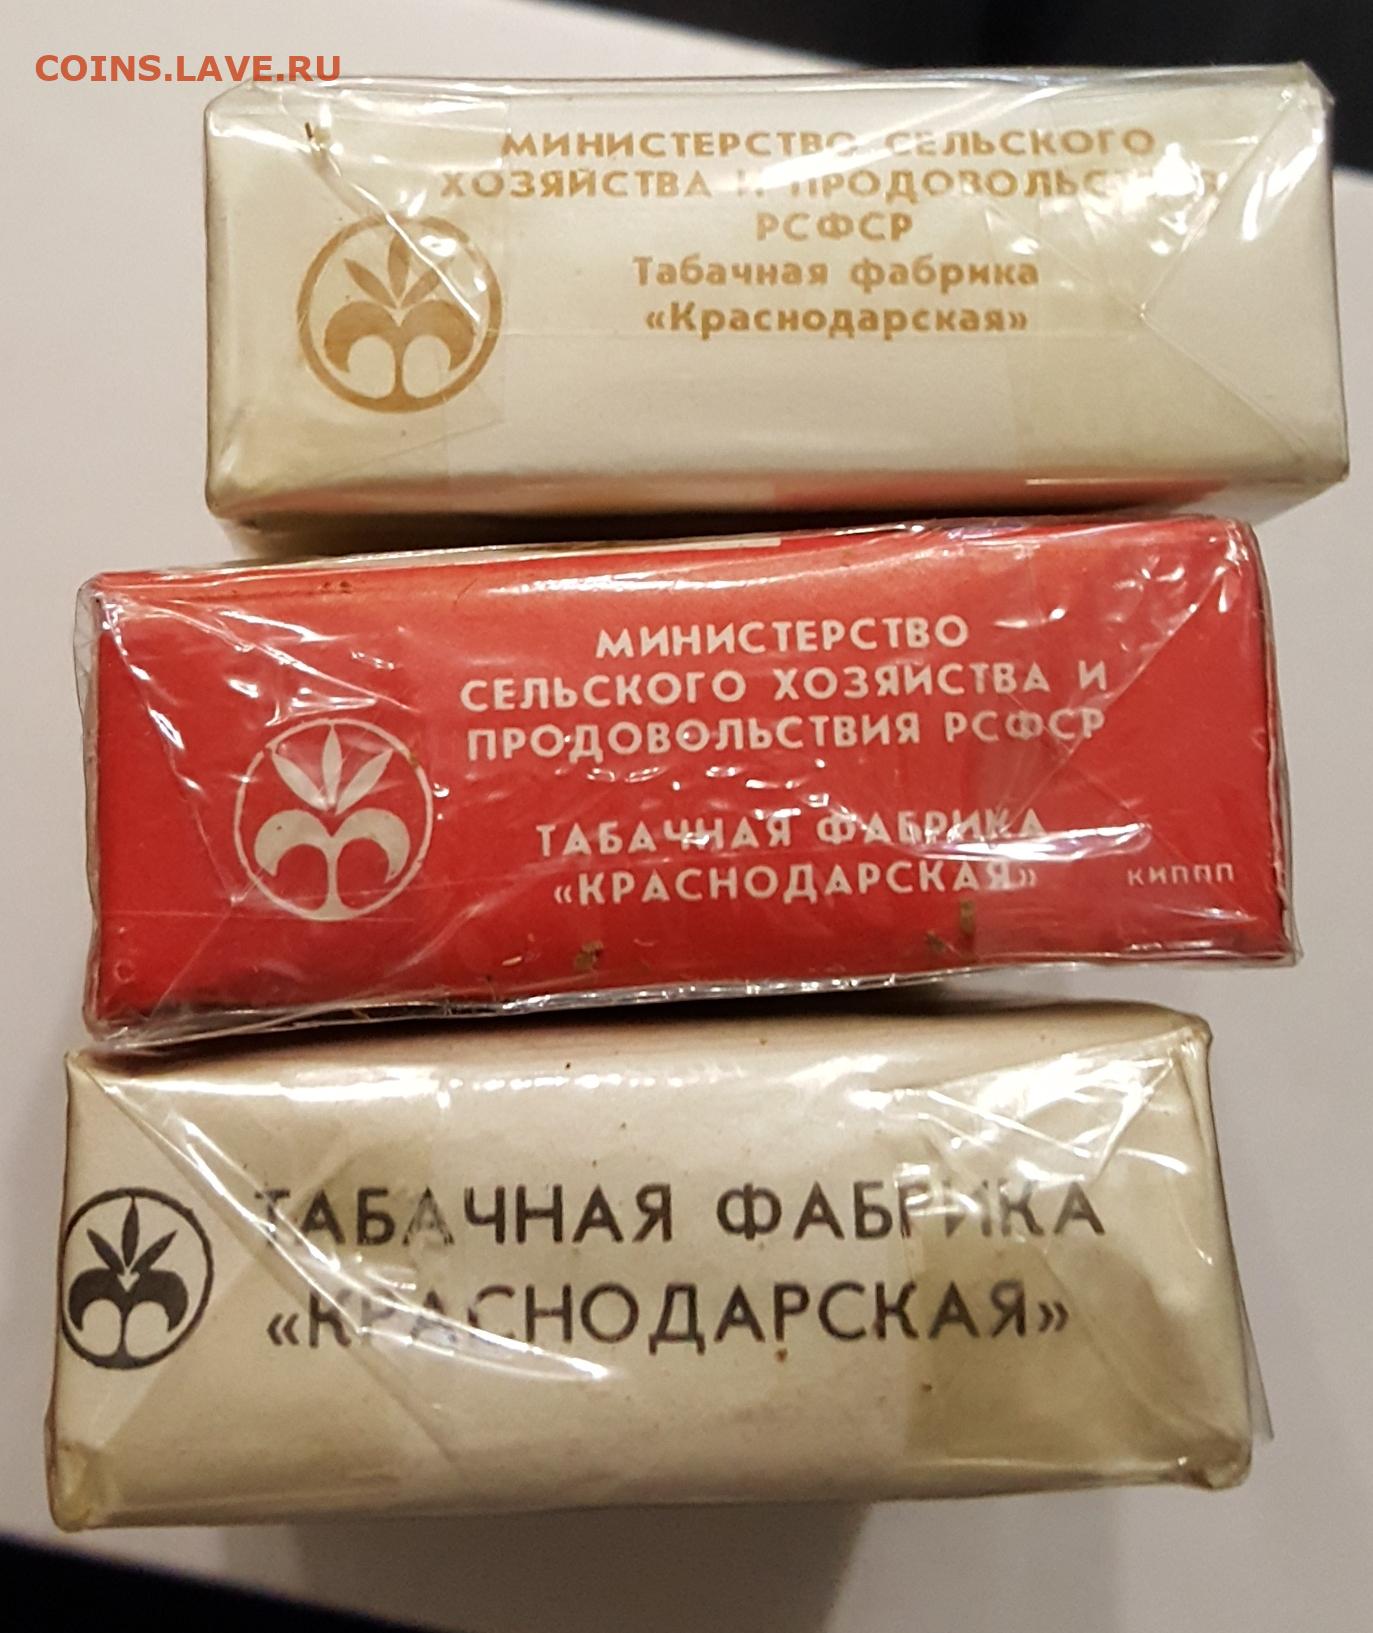 COINS.LAVE.RU
МИНИСТЕРСТВО СЕЛЬСКОГО
ХОЗЯЙСТВА И ПРОДОВОЛЬСТВИЯ
РСФСР
Табачная фабрика
«Краснодарская»
МИНИСТЕРСТВО
СЕЛЬСКОГО ХОЗЯЙСТВА И
ПРОДОВОЛЬСТВИЯ РСФСР
ТАБАЧНАЯ ФАБРИКА
«КРАСНОДАРСКАЯ»
КИППП
ТАБАЧНАЯ ФАБРИКА
«КРАСНОДАРСКАЯ»